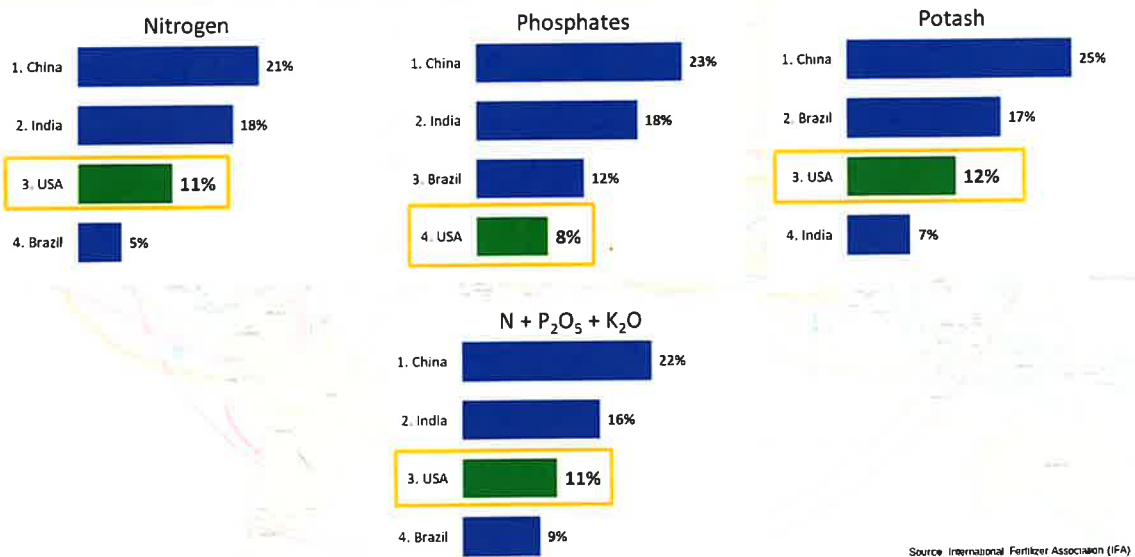 Nitrogen
1. China 21%
2. India 18%
3. USA 11%
4. Brazil 5%
Phosphates
1. China 23%
2. India 18%
3. Brazil 12%
4. USA 8%
Potash
1. China 25%
2. Brazil 17%
3. USA 12%
4. India 7%
N + P₂O₅ + K₂O
1. China 22%
2. India 16%
3. USA 11%
4. Brazil 9%
Source International Fertilizer Association (IFA)